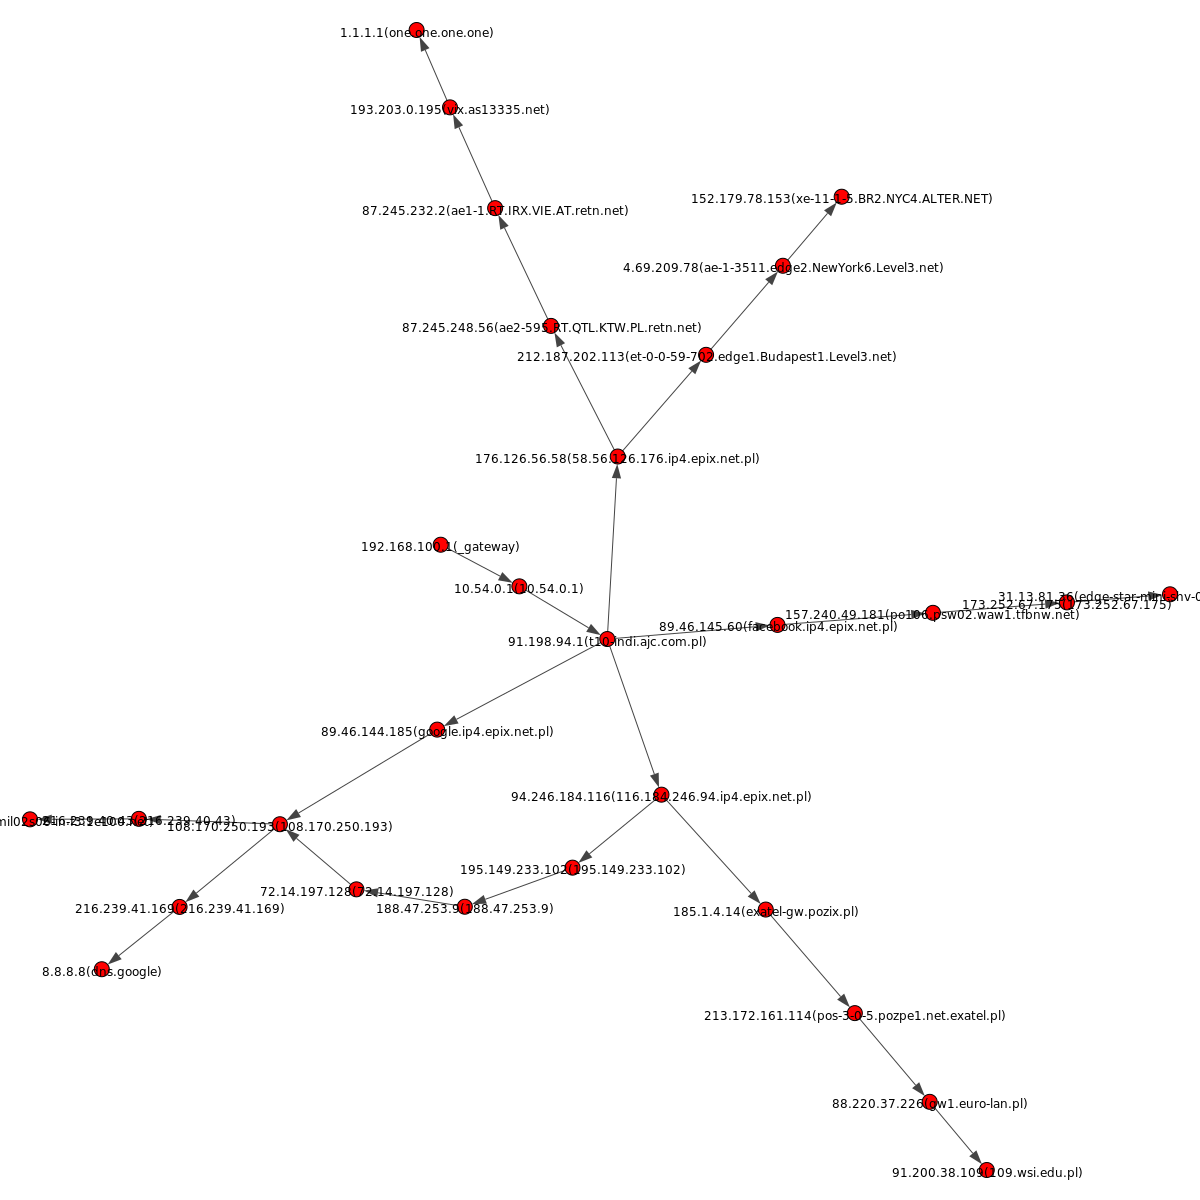 1.1.1.1(one.one.one.one)
193.203.0.195(vix.as13335.net)
152.179.78.153(xe-11-1-5.BR2.NYC4.ALTER.NET)
87.245.232.2(ae1-1.RT.IRX.VIE.AT.retn.net)
4.69.209.78(ae-1-3511.edge2.NewYork6.Level3.net)
87.245.248.56(ae2-595.RT.QTL.KTW.PL.retn.net)
212.187.202.113(et-0-0-59-702.edge1.Budapest1.Level3.net)
176.126.56.58(58.56.126.176.ip4.epix.net.pl)
192.168.100.1(_gateway)
10.54.0.1(10.54.0.1)
31.13.81.36(edge-star-mini-shv-0
173.252.67.175(173.252.67.175)
157.240.49.181(po106.psw02.waw1.tfbnw.net)
89.46.145.60(facebook.ip4.epix.net.pl)
91.198.94.1(t10-indi.ajc.com.pl)
89.46.144.185(google.ip4.epix.net.pl)
94.246.184.116(116.184.246.94.ip4.epix.net.pl)
216.239.40.43(216.239.40.43)
108.170.250.193(108.170.250.193)
195.149.233.102(195.149.233.102)
72.14.197.128(72.14.197.128)
216.239.41.169(216.239.41.169)
188.47.253.9(188.47.253.9)
185.1.4.14(exatel-gw.pozix.pl)
8.8.8.8(dns.google)
213.172.161.114(pos-3-0-5.pozpe1.net.exatel.pl)
88.220.37.226(gw1.euro-lan.pl)
91.200.38.109(109.wsi.edu.pl)